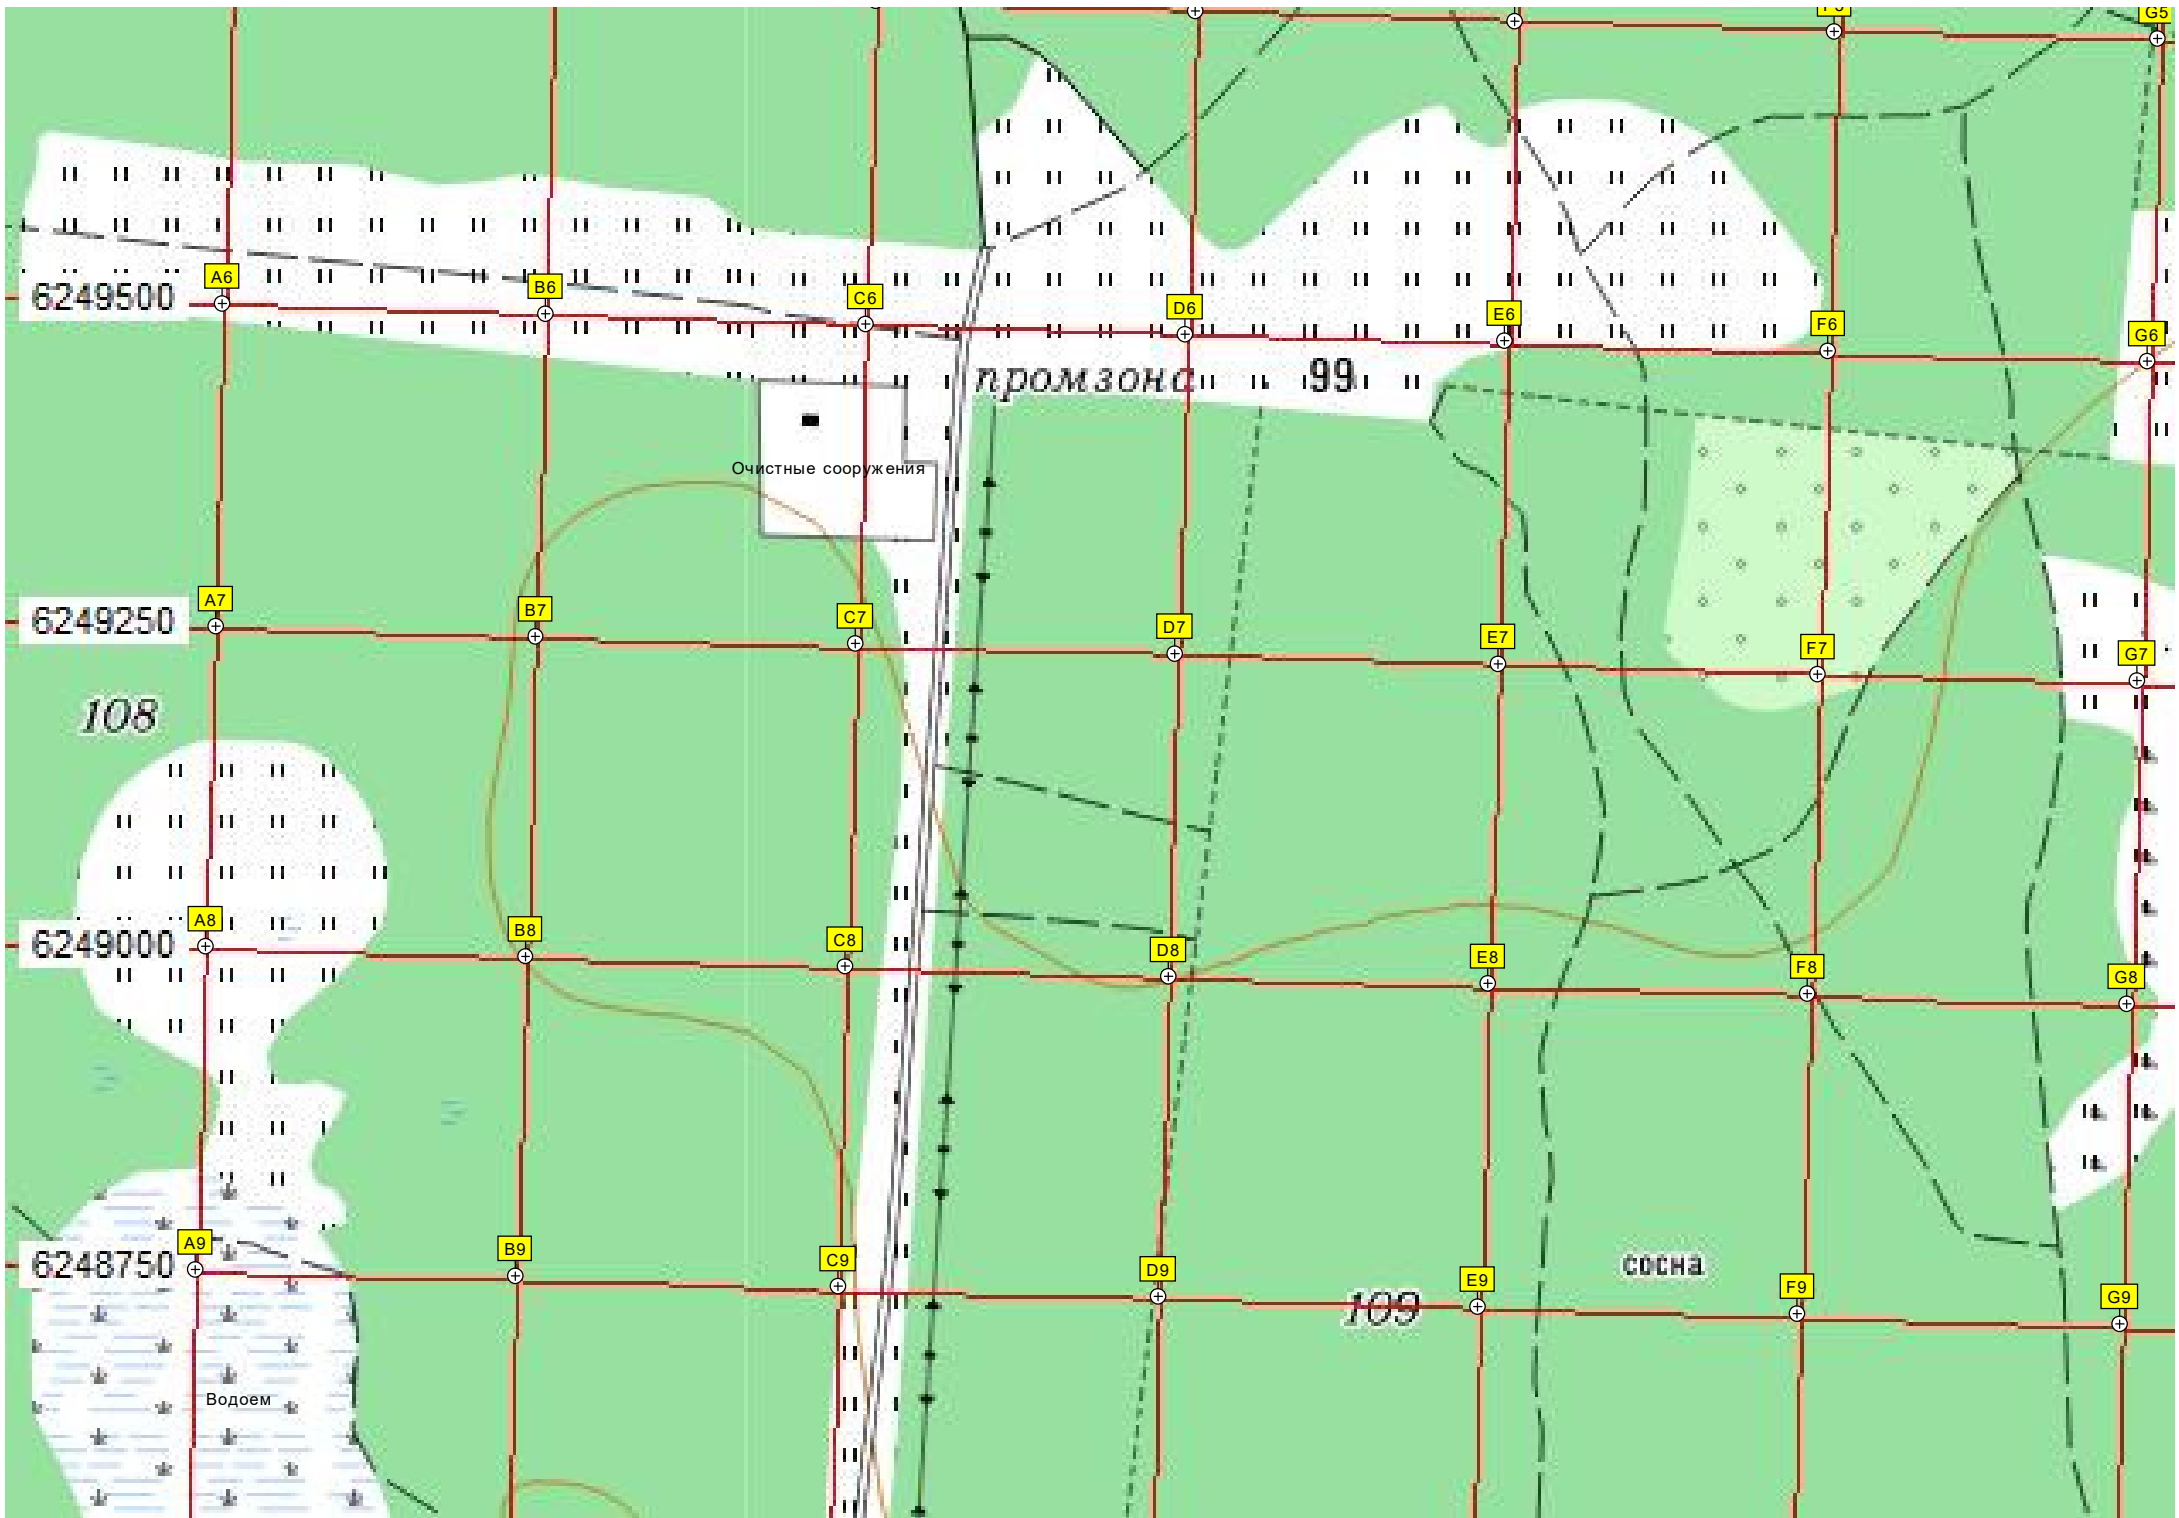 F5
G5
A6
B6
C6
D6
E6
F6
G6
6249500
промзона
99
Очистные сооружения
A7
B7
C7
D7
E7
F7
G7
6249250
108
A8
B8
C8
D8
E8
F8
G8
6249000
A9
B9
C9
D9
E9
F9
G9
6248750
сосна
109
Водоем